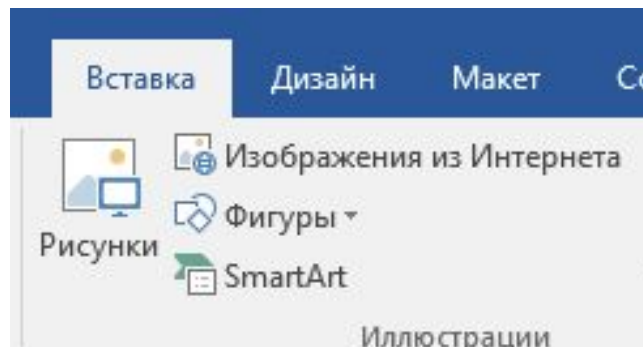 Вставка Дизайн Макет
Изображения из Интернета
Фигуры
Рисунки
SmartArt
Иллюстрации